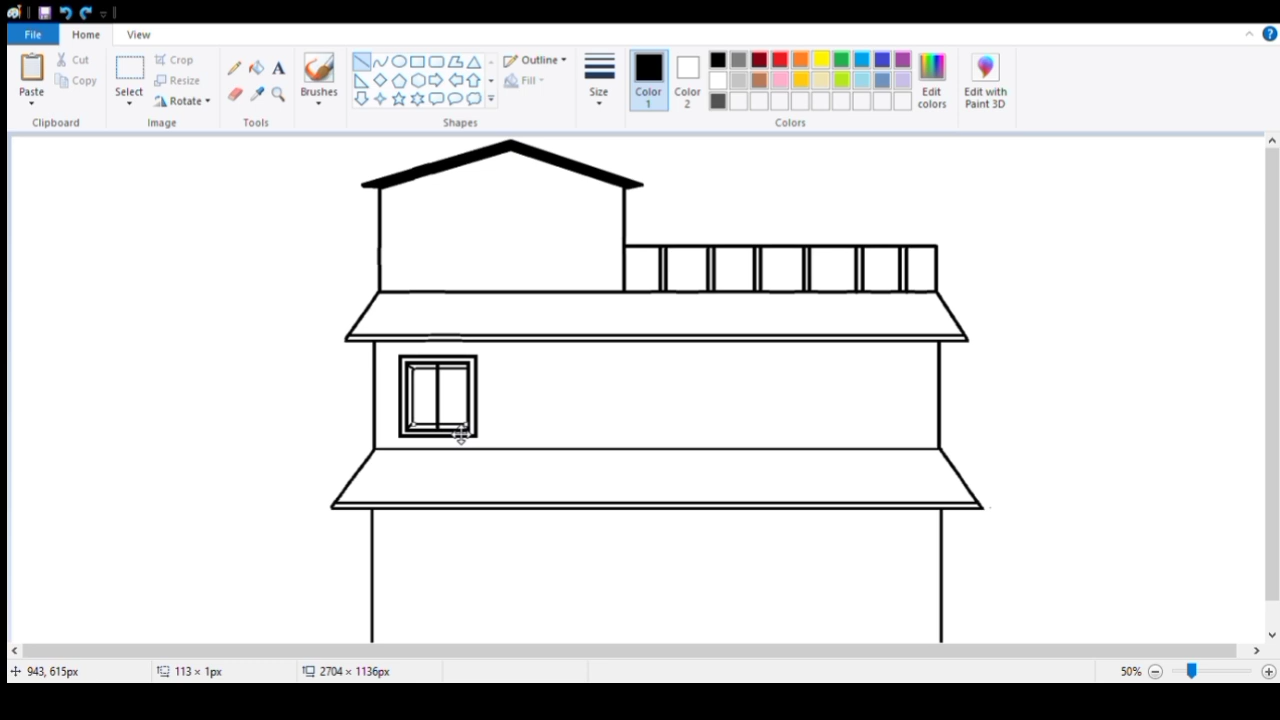 File Home View
Paste
Cut
Copy
Clipboard
Select
Crop
Resize
Rotate
Image
A
Tools
Brushes
Outline
Fill
Shapes
Size
Color 1
Color 2
Edit colors
Colors
Edit with Paint 3D
943, 615px 113 × 1px 2704 × 1136px 50%